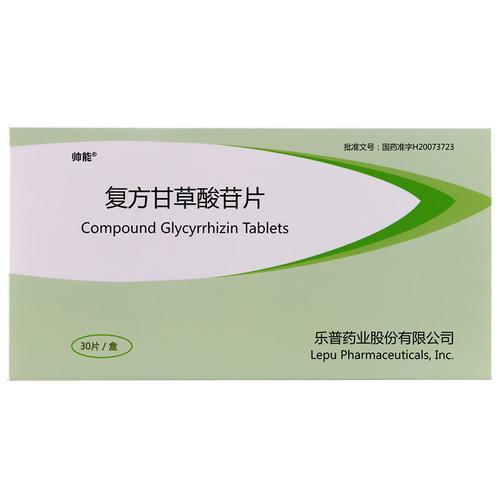 帅能®
批准文号：国药准字H20073723
复方甘草酸苷片
Compound Glycyrrhizin Tablets
30片/盒
乐普药业股份有限公司
Lepu Pharmaceuticals, Inc.